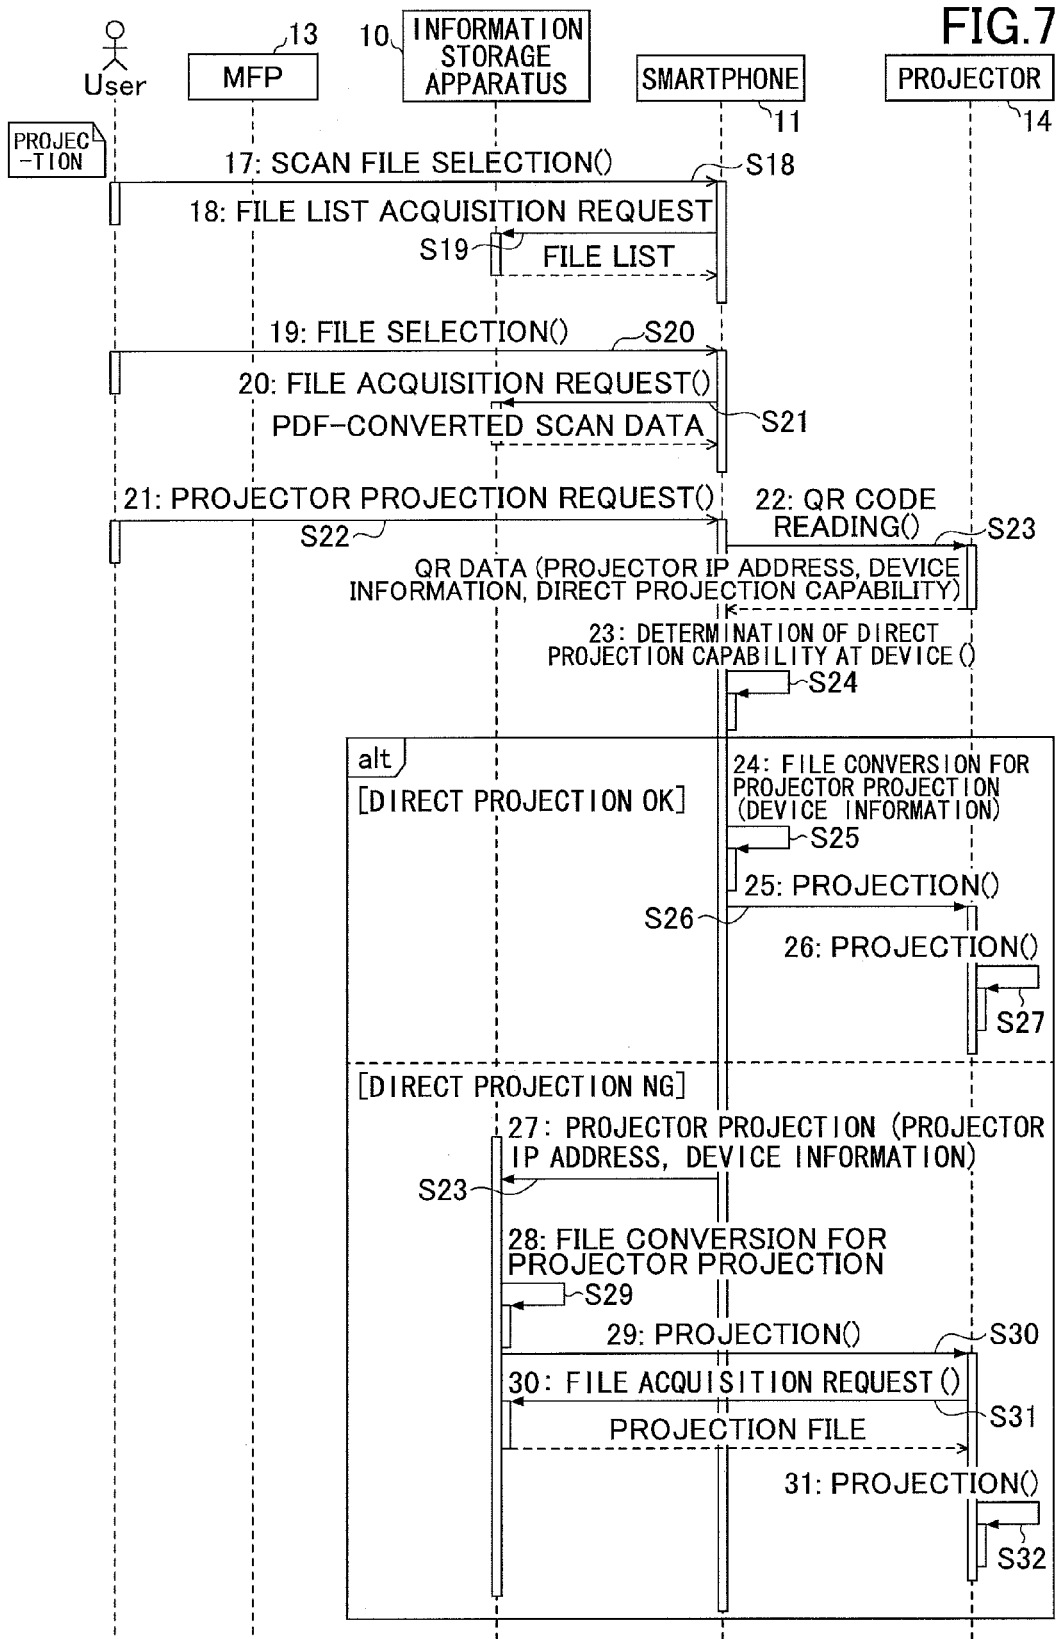 FIG.7
User
13
MFP
10
INFORMATION
STORAGE
APPARATUS
SMARTPHONE
11
PROJECTOR
14
PROJEC
-TION
17: SCAN FILE SELECTION()
S18
18: FILE LIST ACQUISITION REQUEST
S19
FILE LIST
19: FILE SELECTION()
S20
20: FILE ACQUISITION REQUEST()
S21
PDF-CONVERTED SCAN DATA
21: PROJECTOR PROJECTION REQUEST()
S22
22: QR CODE
READING()
S23
QR DATA (PROJECTOR IP ADDRESS, DEVICE
INFORMATION, DIRECT PROJECTION CAPABILITY)
23: DETERMINATION OF DIRECT
PROJECTION CAPABILITY AT DEVICE()
S24
alt
[DIRECT PROJECTION OK]
24: FILE CONVERSION FOR
PROJECTOR PROJECTION
(DEVICE INFORMATION)
S25
25: PROJECTION()
S26
26: PROJECTION()
S27
[DIRECT PROJECTION NG]
27: PROJECTOR PROJECTION (PROJECTOR
IP ADDRESS, DEVICE INFORMATION)
S23
28: FILE CONVERSION FOR
PROJECTOR PROJECTION
S29
29: PROJECTION()
S30
30: FILE ACQUISITION REQUEST()
S31
PROJECTION FILE
31: PROJECTION()
S32